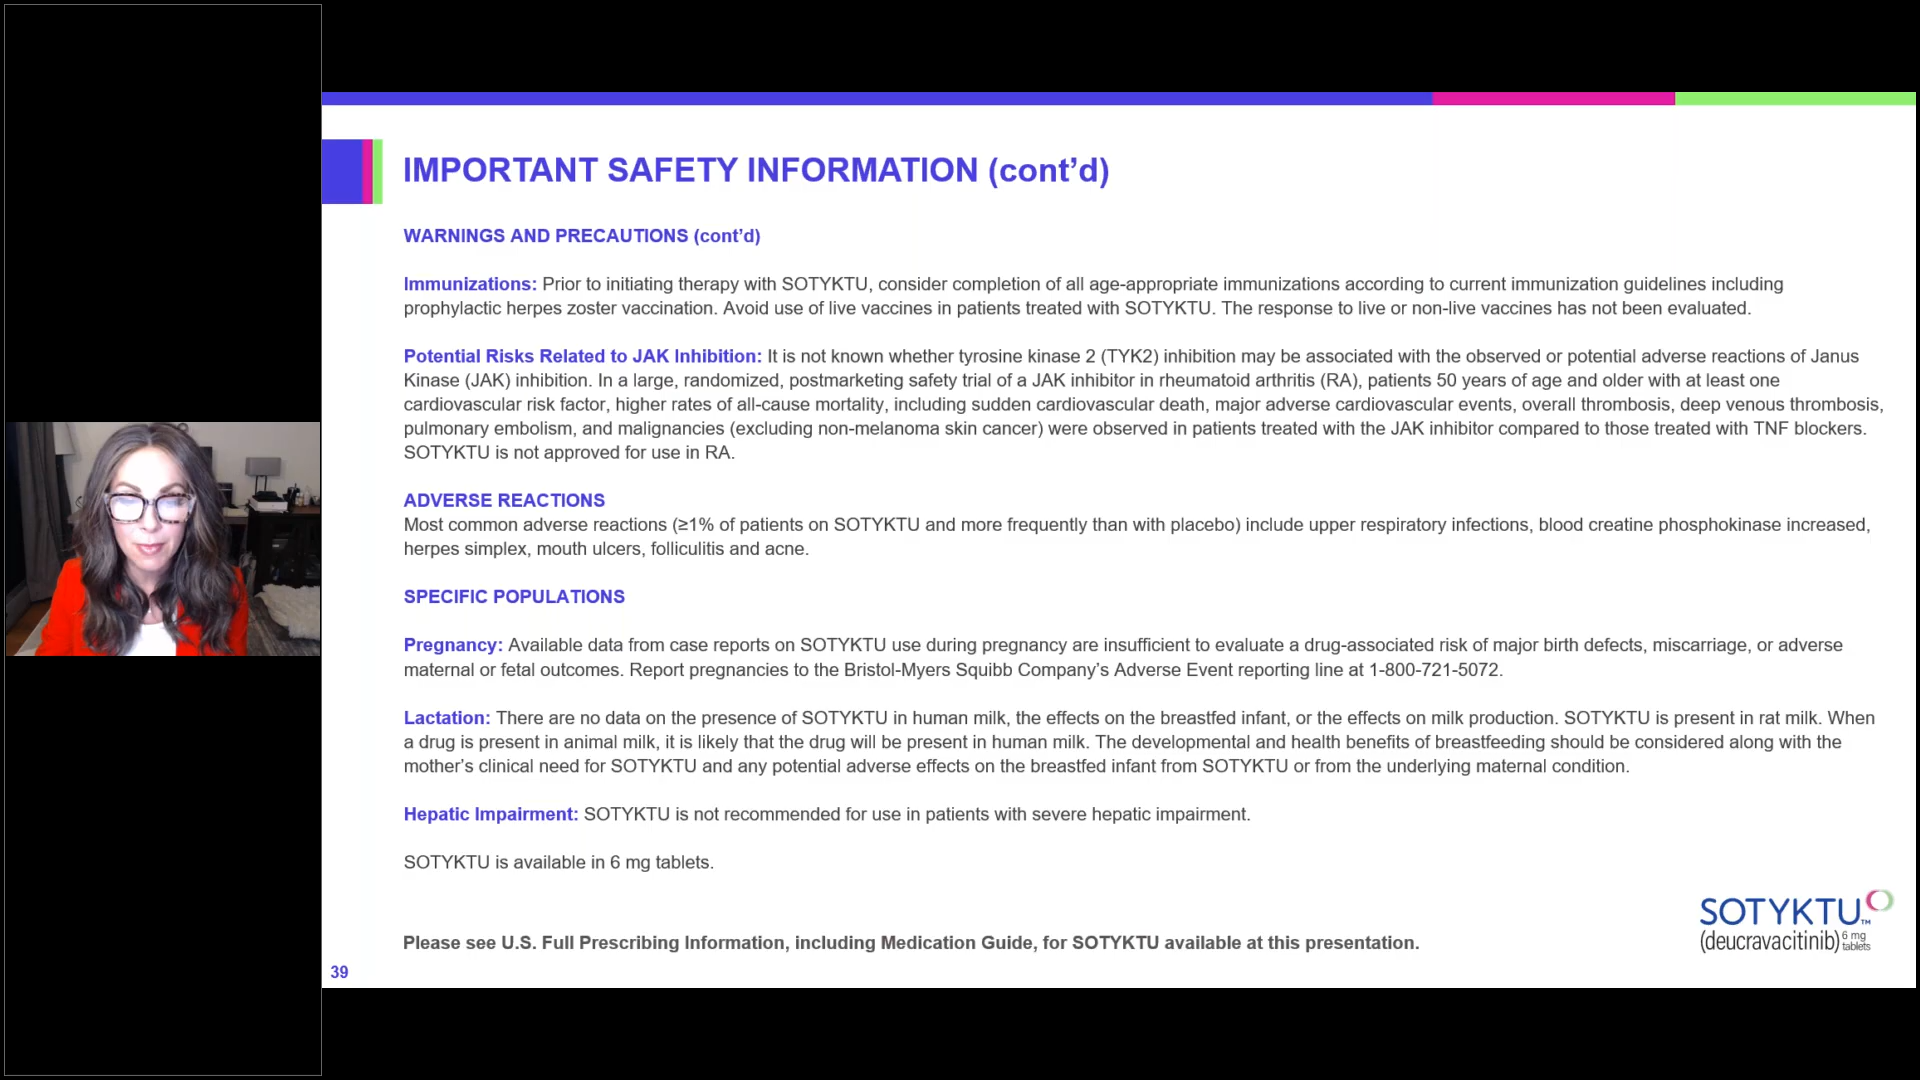 IMPORTANT SAFETY INFORMATION (cont’d)
WARNINGS AND PRECAUTIONS (cont’d)
Immunizations: Prior to initiating therapy with SOTYKTU, consider completion of all age-appropriate immunizations according to current immunization guidelines including
prophylactic herpes zoster vaccination. Avoid use of live vaccines in patients treated with SOTYKTU. The response to live or non-live vaccines has not been evaluated.
Potential Risks Related to JAK Inhibition: It is not known whether tyrosine kinase 2 (TYK2) inhibition may be associated with the observed or potential adverse reactions of Janus
Kinase (JAK) inhibition. In a large, randomized, postmarketing safety trial of a JAK inhibitor in rheumatoid arthritis (RA), patients 50 years of age and older with at least one
cardiovascular risk factor, higher rates of all-cause mortality, including sudden cardiovascular death, major adverse cardiovascular events, overall thrombosis, deep venous thrombosis,
pulmonary embolism, and malignancies (excluding non-melanoma skin cancer) were observed in patients treated with the JAK inhibitor compared to those treated with TNF blockers.
SOTYKTU is not approved for use in RA.
ADVERSE REACTIONS
Most common adverse reactions (≥1% of patients on SOTYKTU and more frequently than with placebo) include upper respiratory infections, blood creatine phosphokinase increased,
herpes simplex, mouth ulcers, folliculitis and acne.
SPECIFIC POPULATIONS
Pregnancy: Available data from case reports on SOTYKTU use during pregnancy are insufficient to evaluate a drug-associated risk of major birth defects, miscarriage, or adverse
maternal or fetal outcomes. Report pregnancies to the Bristol-Myers Squibb Company’s Adverse Event reporting line at 1-800-721-5072.
Lactation: There are no data on the presence of SOTYKTU in human milk, the effects on the breastfed infant, or the effects on milk production. SOTYKTU is present in rat milk. When
a drug is present in animal milk, it is likely that the drug will be present in human milk. The developmental and health benefits of breastfeeding should be considered along with the
mother’s clinical need for SOTYKTU and any potential adverse effects on the breastfed infant from SOTYKTU or from the underlying maternal condition.
Hepatic Impairment: SOTYKTU is not recommended for use in patients with severe hepatic impairment.
SOTYKTU is available in 6 mg tablets.
Please see U.S. Full Prescribing Information, including Medication Guide, for SOTYKTU available at this presentation.
SOTYKTU™
(deucravacitinib) 6 mg tablets
39